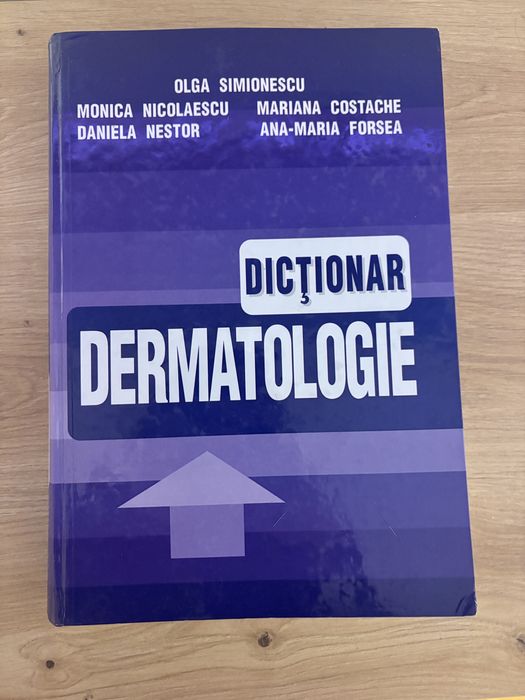 OLGA SIMIONESCU
MONICA NICOLAESCU MARIANA COSTACHE
DANIELA NESTOR ANA-MARIA FORSEA
DICŢIONAR
DERMATOLOGIE